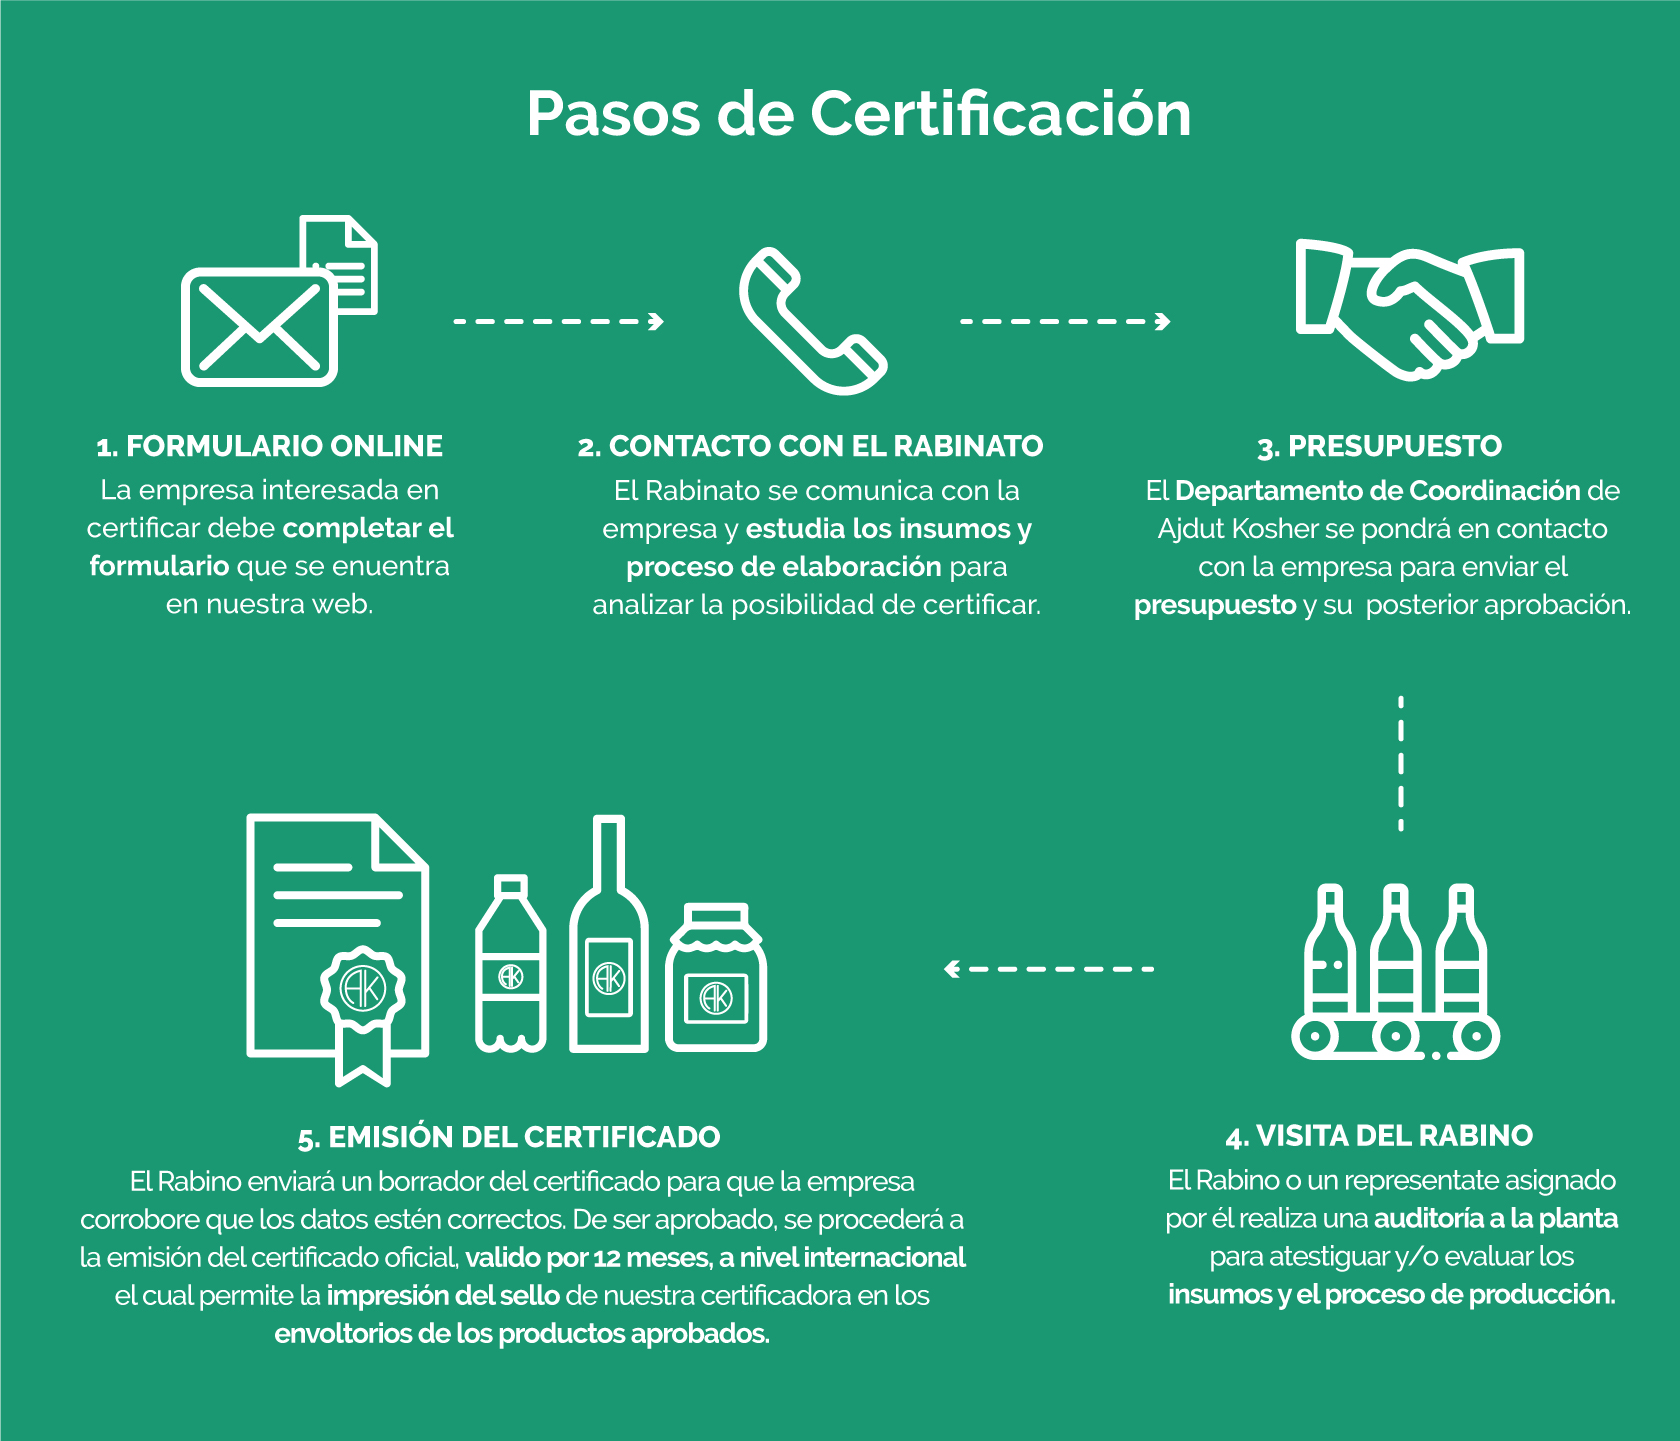 Pasos de Certificación
1. FORMULARIO ONLINE
La empresa interesada en
certificar debe completar el
formulario que se enuentra
en nuestra web.
2. CONTACTO CON EL RABINATO
El Rabinato se comunica con la
empresa y estudia los insumos y
proceso de elaboración para
analizar la posibilidad de certificar.
3. PRESUPUESTO
El Departamento de Coordinación de
Ajdut Kosher se pondrá en contacto
con la empresa para enviar el
presupuesto y su posterior aprobación.
4. VISITA DEL RABINO
El Rabino o un representate asignado
por él realiza una auditoría a la planta
para atestiguar y/o evaluar los
insumos y el proceso de producción.
AK
AK
AK
AK
5. EMISIÓN DEL CERTIFICADO
El Rabino enviará un borrador del certificado para que la empresa
corrobore que los datos estén correctos. De ser aprobado, se procederá a
la emisión del certificado oficial, valido por 12 meses, a nivel internacional
el cual permite la impresión del sello de nuestra certificadora en los
envoltorios de los productos aprobados.